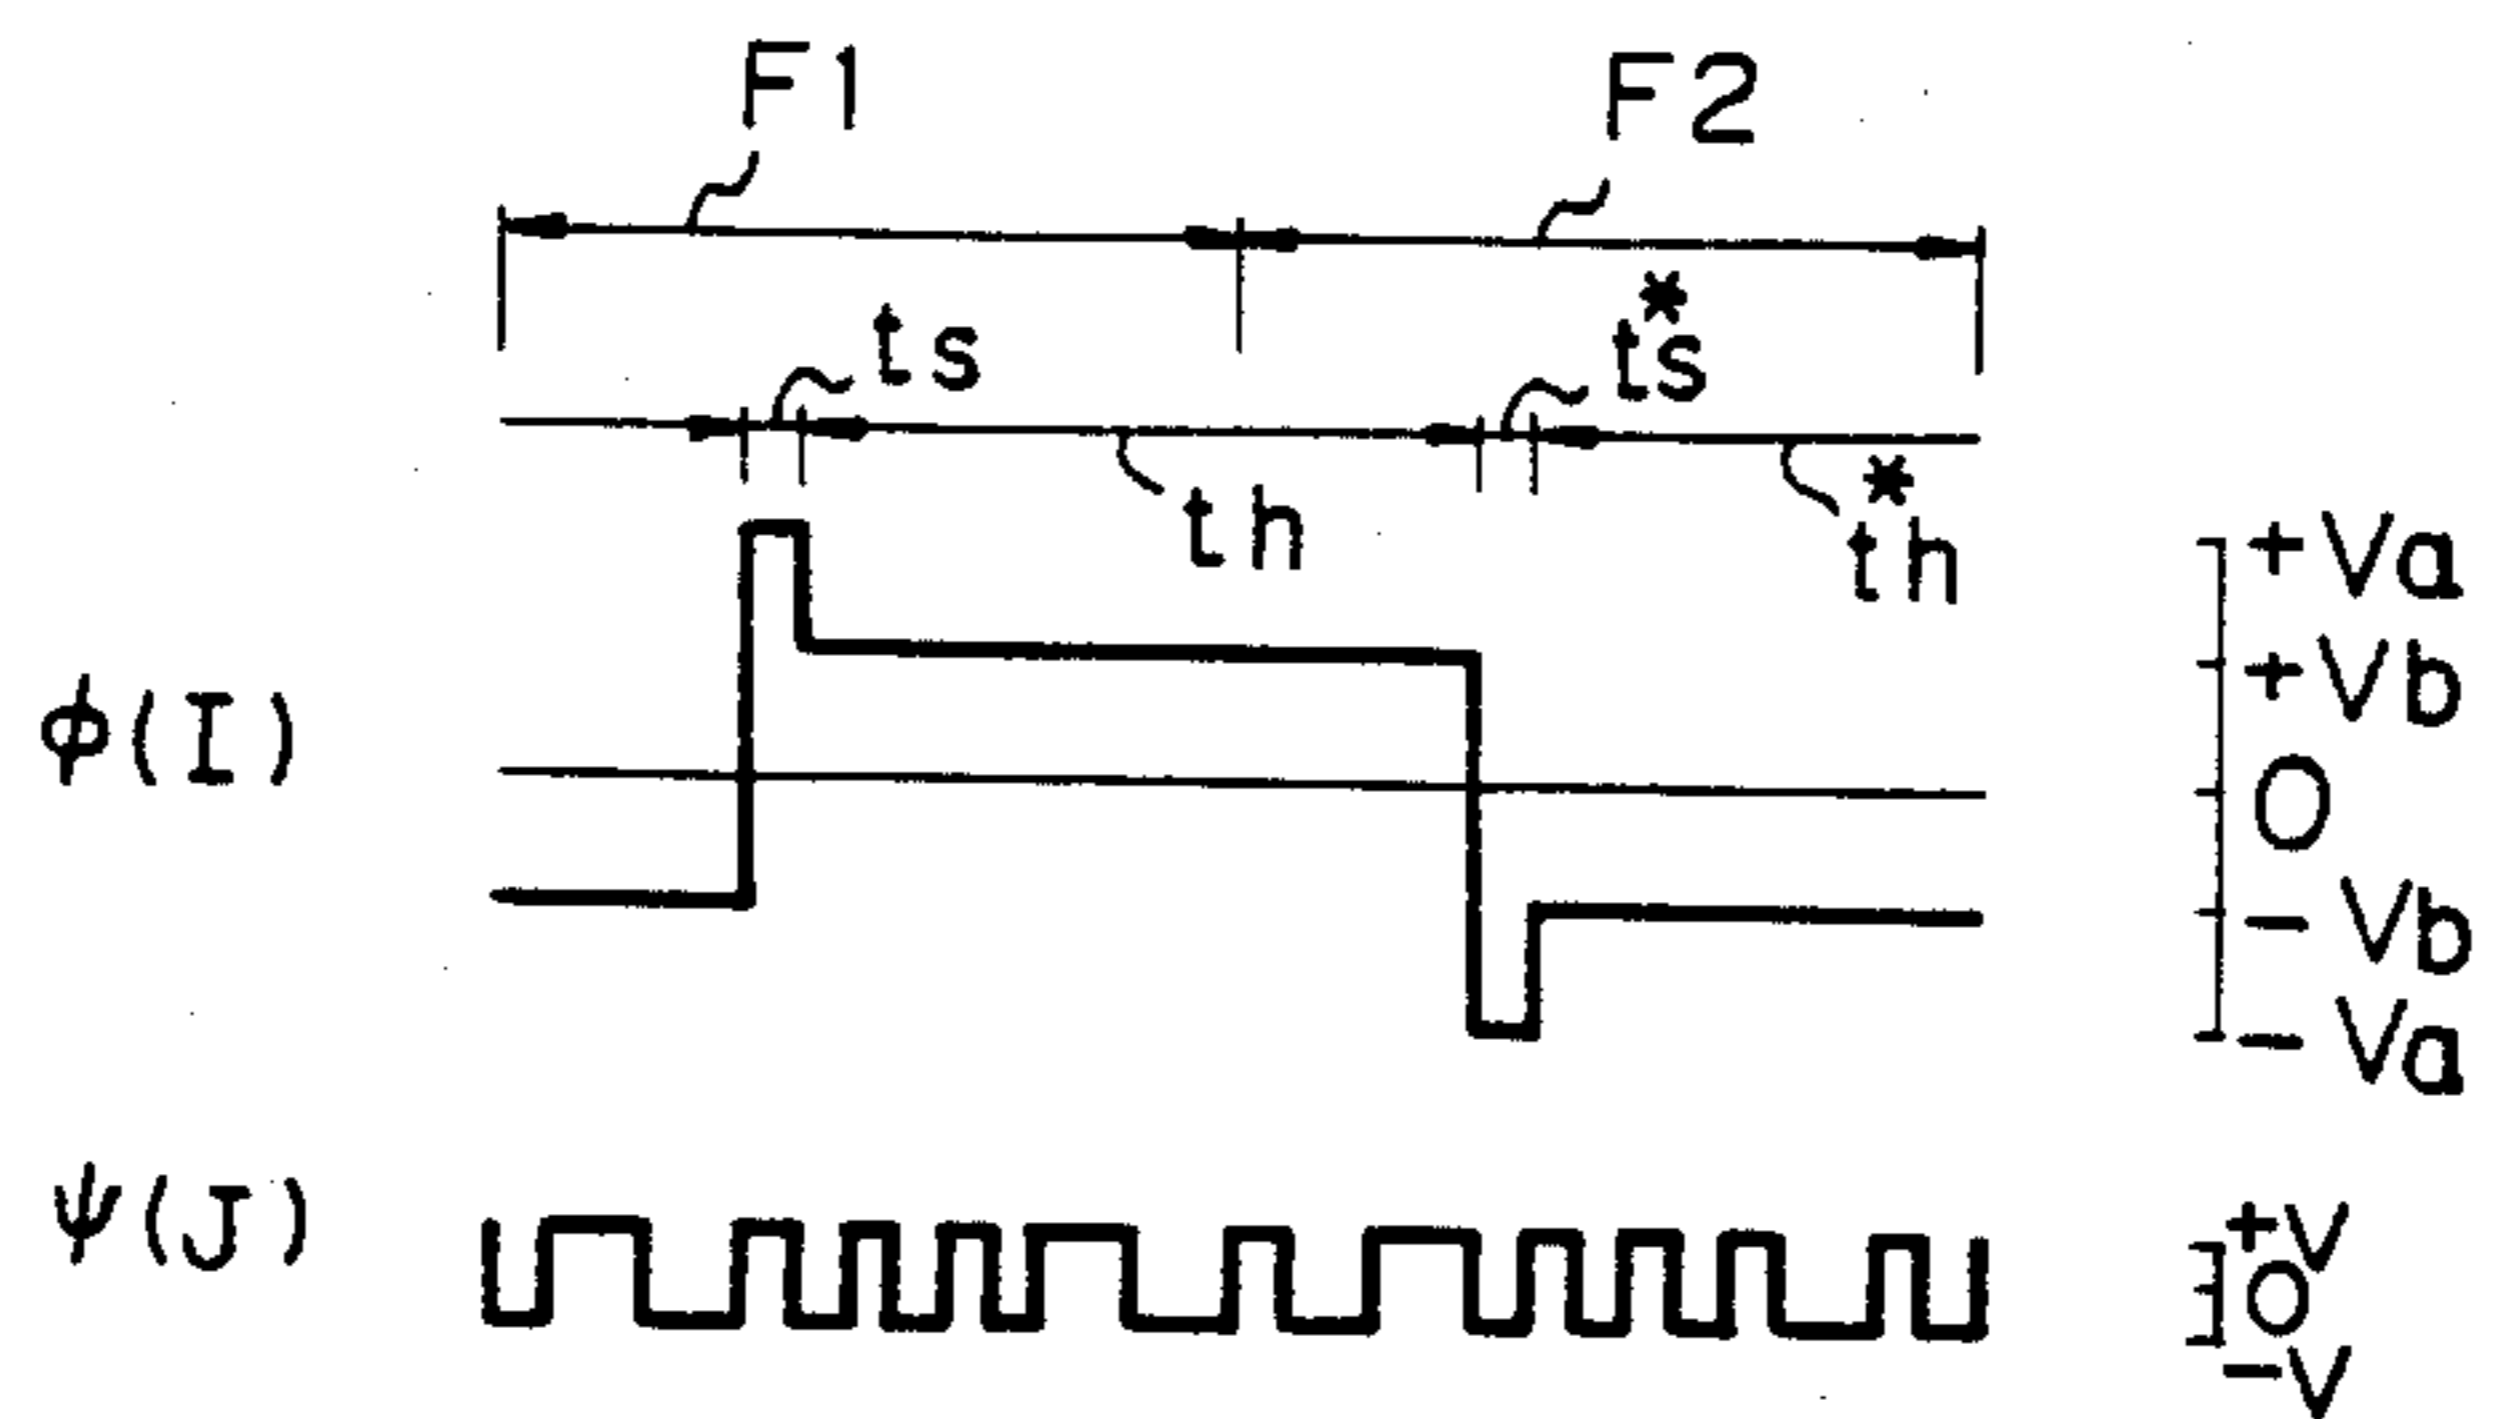 F1
F2
ts
ts*
th
th*
ϕ(I)
+Va
+Vb
0
-Vb
-Va
ψ(J)
+V
0
-V